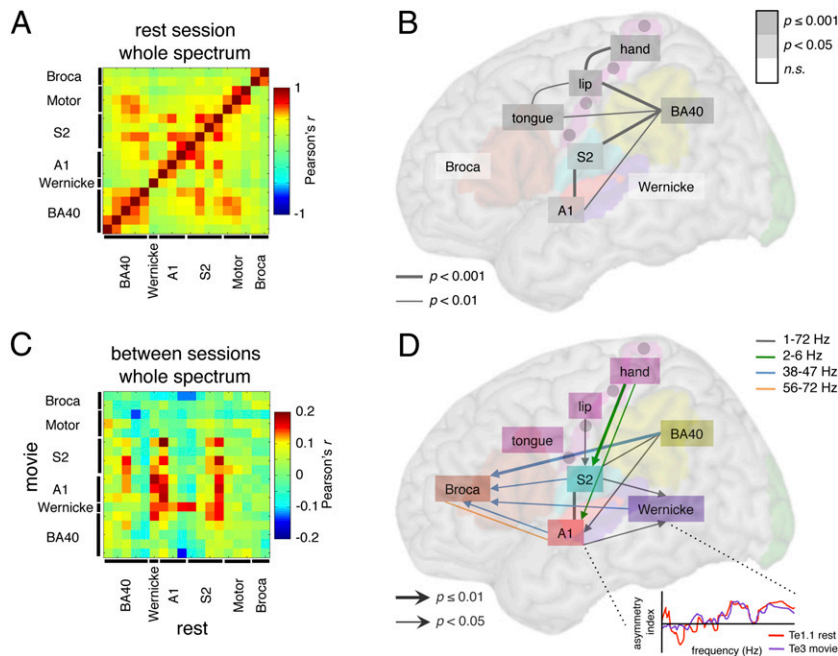 A
rest session
whole spectrum
Broca
Motor
S2
A1
Wernicke
BA40
BA40
Wernicke
A1
S2
Motor
Broca
1
-1
Pearson's r
B
hand
lip
tongue
BA40
S2
Broca
Wernicke
A1
p ≤ 0.001
p < 0.05
n.s.
p < 0.001
p < 0.01
C
between sessions
whole spectrum
movie
Broca
Motor
S2
A1
Wernicke
BA40
BA40
Wernicke
A1
S2
Motor
Broca
rest
0.2
0.1
0
-0.1
-0.2
Pearson's r
D
1-72 Hz
2-6 Hz
38-47 Hz
56-72 Hz
hand
lip
tongue
BA40
S2
Broca
Wernicke
A1
p ≤ 0.01
p < 0.05
asymmetry
index
frequency (Hz)
Te1.1 rest
Te3 movie